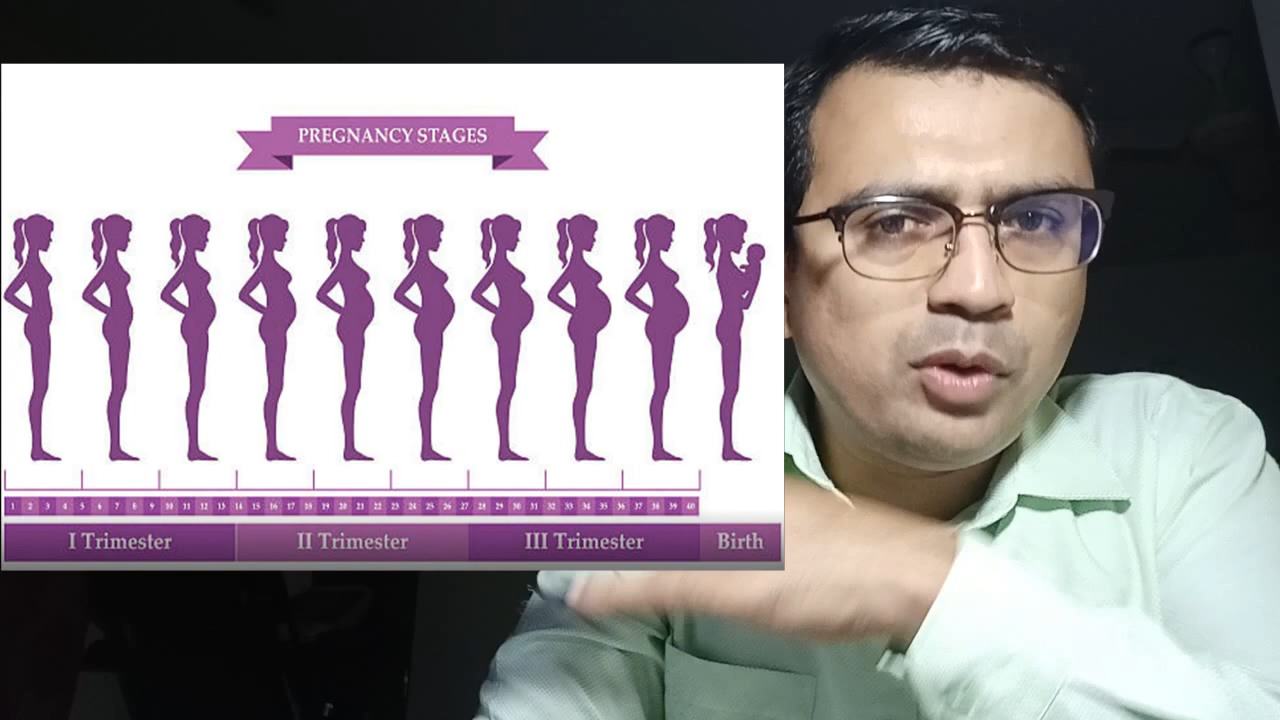 PREGNANCY STAGES
1 2 3 4 5 6 7 8 9 10 11 12 13 14 15 16 17 18 19 20 21 22 23 24 25 26 27 28 29 30 31 32 33 34 35 36 37 38 39 40
I Trimester II Trimester III Trimester Birth